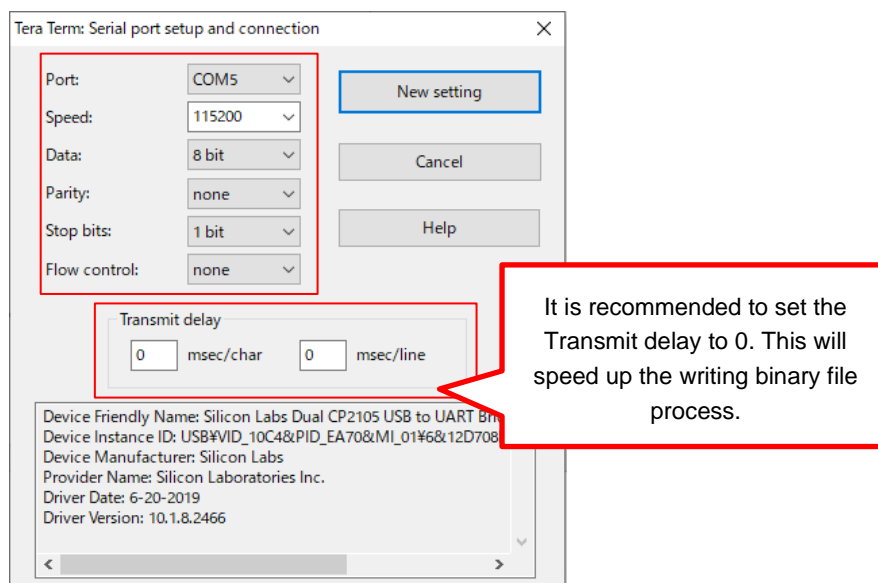 Tera Term: Serial port setup and connection
Port: COM5
New setting
Speed: 115200
Data: 8 bit
Cancel
Parity: none
Stop bits: 1 bit
Help
Flow control: none
Transmit delay
0 msec/char 0 msec/line
It is recommended to set the
Transmit delay to 0. This will
speed up the writing binary file
process.
Device Friendly Name: Silicon Labs Dual CP2105 USB to UART
Device Instance ID: USB¥VID_10C4&PID_EA70&MI_01¥6&12D708
Device Manufacturer: Silicon Labs
Provider Name: Silicon Laboratories Inc.
Driver Date: 6-20-2019
Driver Version: 10.1.8.2466